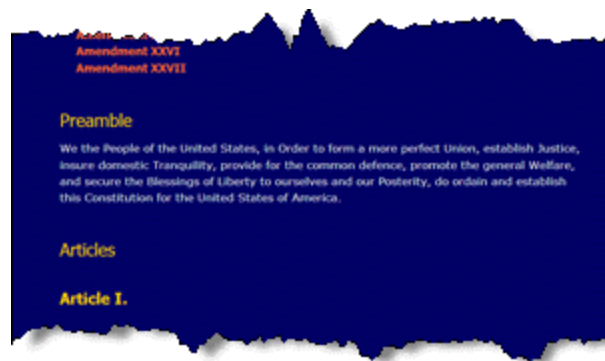 Amendment XXVI
Amendment XXVII
Preamble
We the People of the United States, in Order to form a more perfect Union, establish Justice,
insure domestic Tranquility, provide for the common defence, promote the general Welfare,
and secure the Blessings of Liberty to ourselves and our Posterity, do ordain and establish
this Constitution for the United States of America.
Articles
Article I.